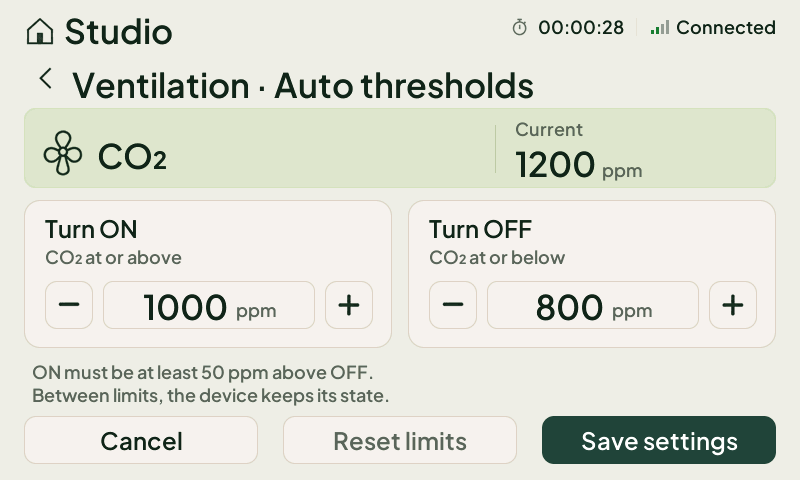 Studio
00:00:28
Connected
Ventilation · Auto thresholds
CO₂
Current
1200 ppm
Turn ON
CO₂ at or above
− 1000 ppm +
Turn OFF
CO₂ at or below
− 800 ppm +
ON must be at least 50 ppm above OFF.
Between limits, the device keeps its state.
Cancel
Reset limits
Save settings